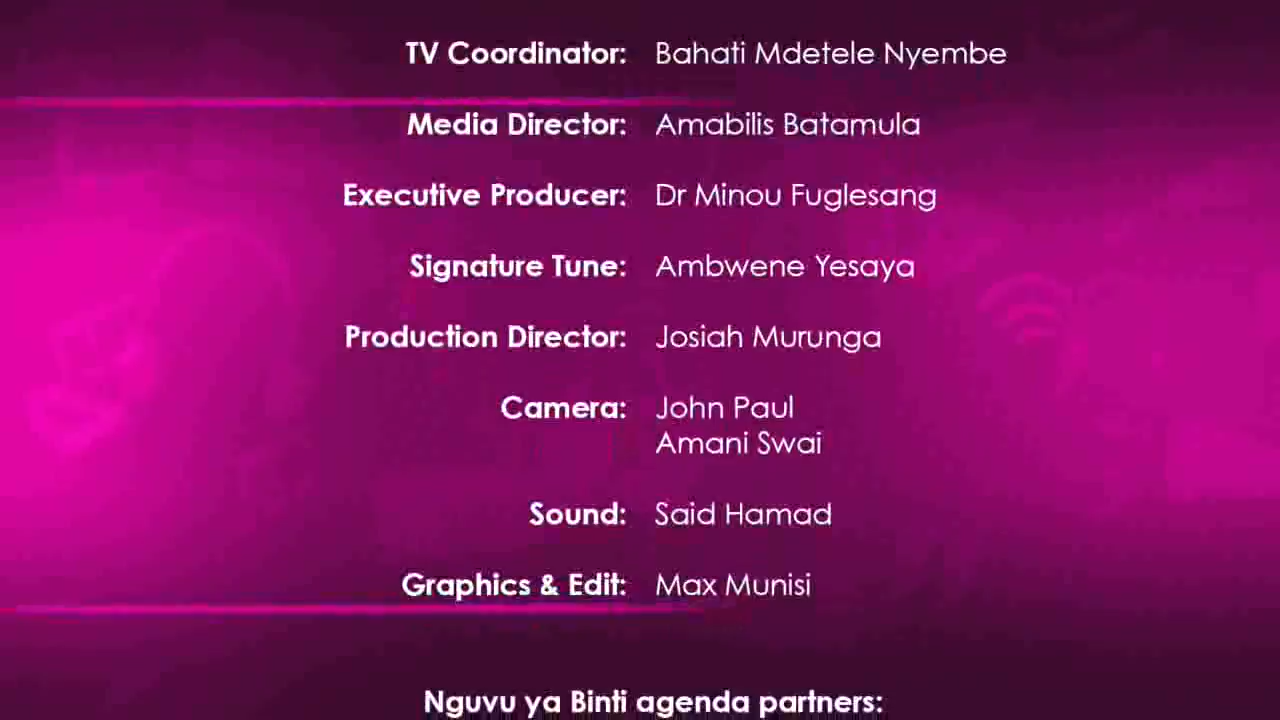 TV Coordinator: Bahati Mdetele Nyembe
Media Director: Amabilis Batamula
Executive Producer: Dr Minou Fuglesang
Signature Tune: Ambwene Yesaya
Production Director: Josiah Murunga
Camera: John Paul
Amani Swai
Sound: Said Hamad
Graphics & Edit: Max Munisi
Nguvu ya Binti agenda partners: